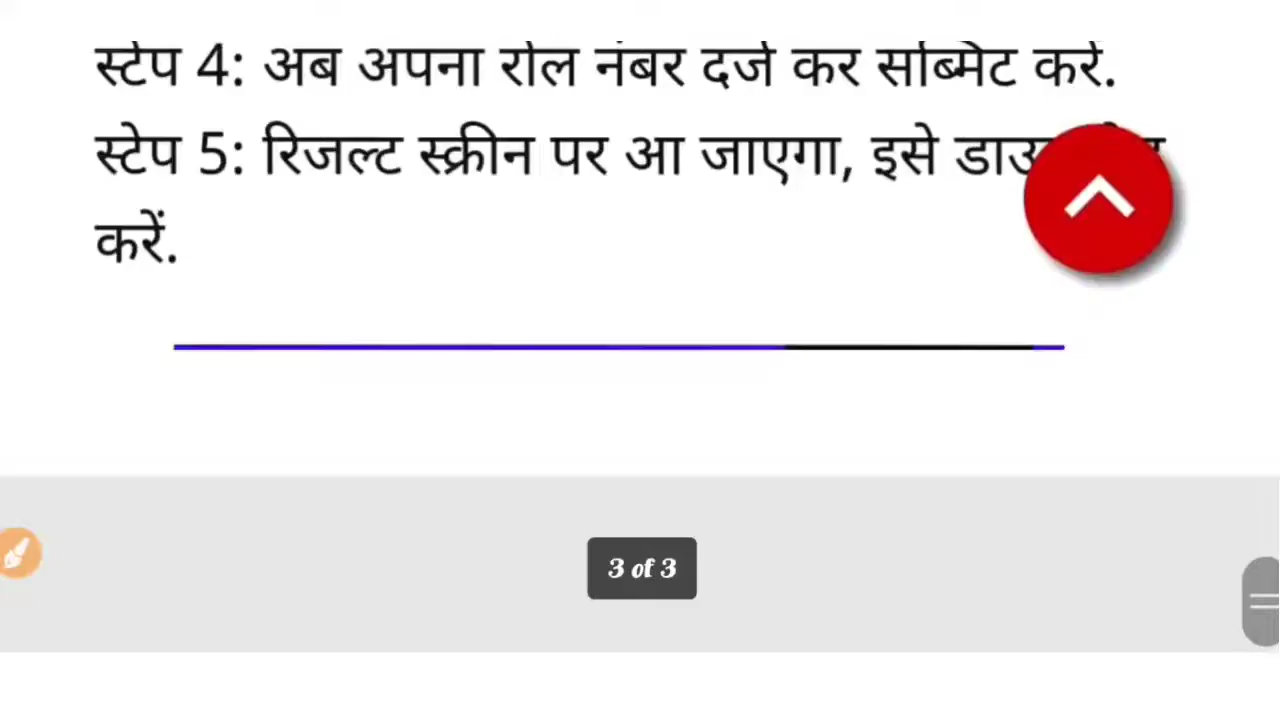 स्टेप 4: अब अपना रोल नंबर दर्ज कर सब्मिट करें.
स्टेप 5: रिजल्ट स्क्रीन पर आ जाएगा, इसे
करें.
3 of 3